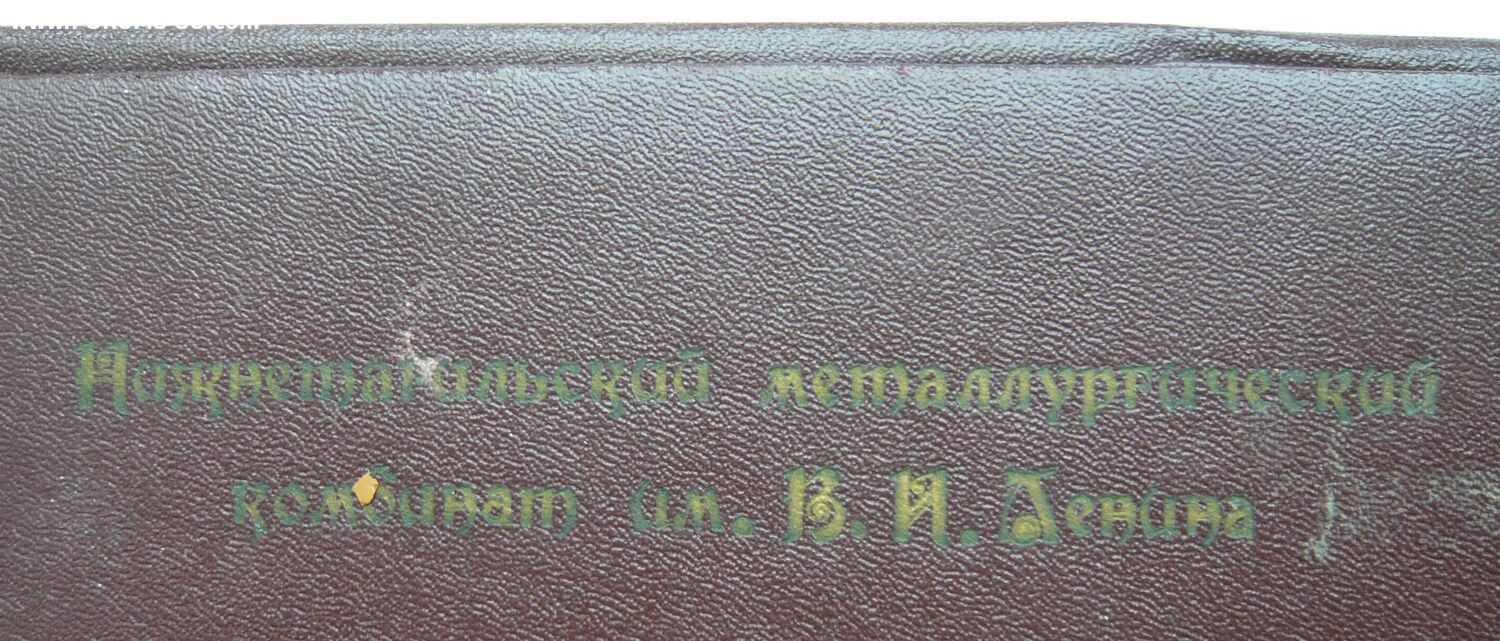 Нижнетагильский металлургический
комбинат им. В. И. Ленина